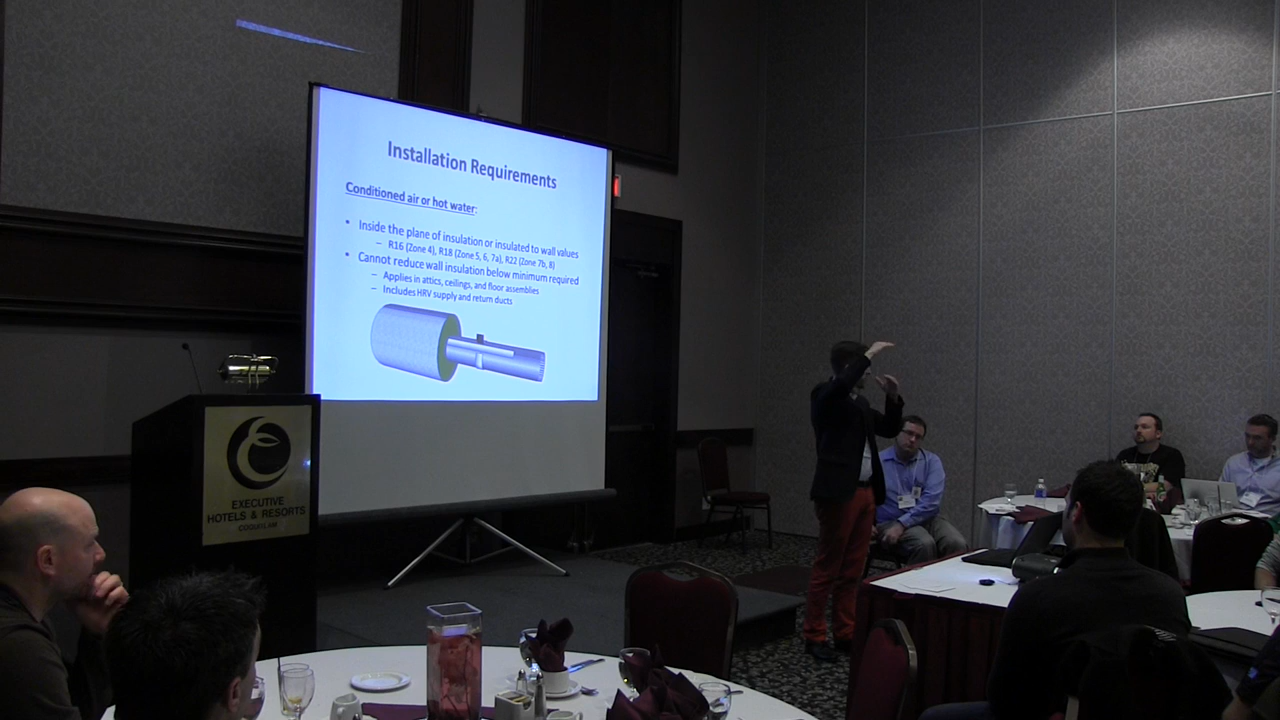 Installation Requirements
Conditioned air or hot water:
• Inside the plane of insulation or insulated to wall values
– R16 (Zone 4), R18 (Zone 5, 6, 7a), R22 (Zone 7b, 8)
• Cannot reduce wall insulation below minimum required
– Applies in attics, ceilings, and floor assemblies
– Includes HRV supply and return ducts
EXECUTIVE
HOTELS & RESORTS
COQUITLAM